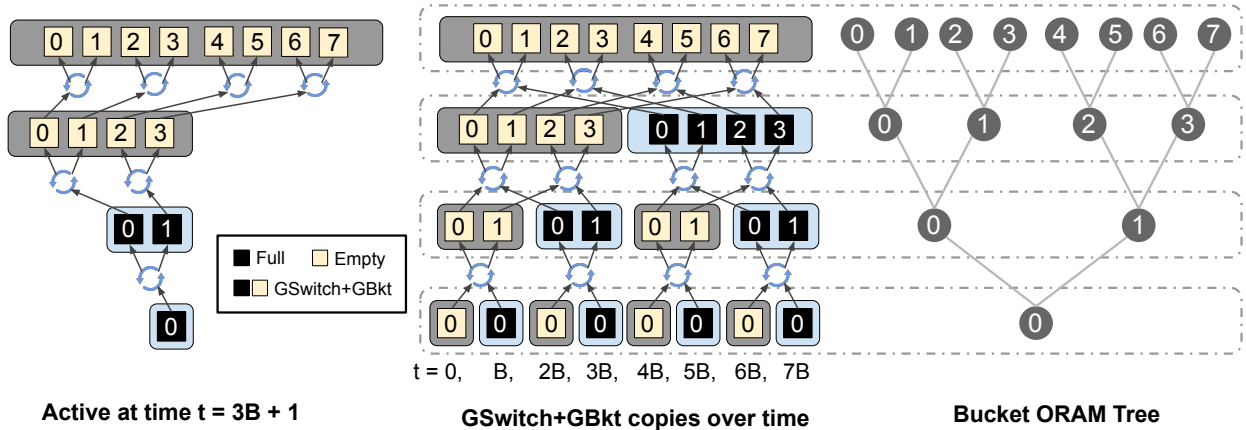 0 1 2 3 4 5 6 7
0 1 2 3
0 1
0
Full Empty
GSwitch+GBkt
Active at time t = 3B + 1
0 1 2 3 4 5 6 7
0 1 2 3 0 1 2 3
0 1 0 1 0 1 0 1
0 0 0 0 0 0 0 0
t = 0, B, 2B, 3B, 4B, 5B, 6B, 7B
GSwitch+GBkt copies over time
0 1 2 3 4 5 6 7
0 1 2 3
0 1
0
Bucket ORAM Tree